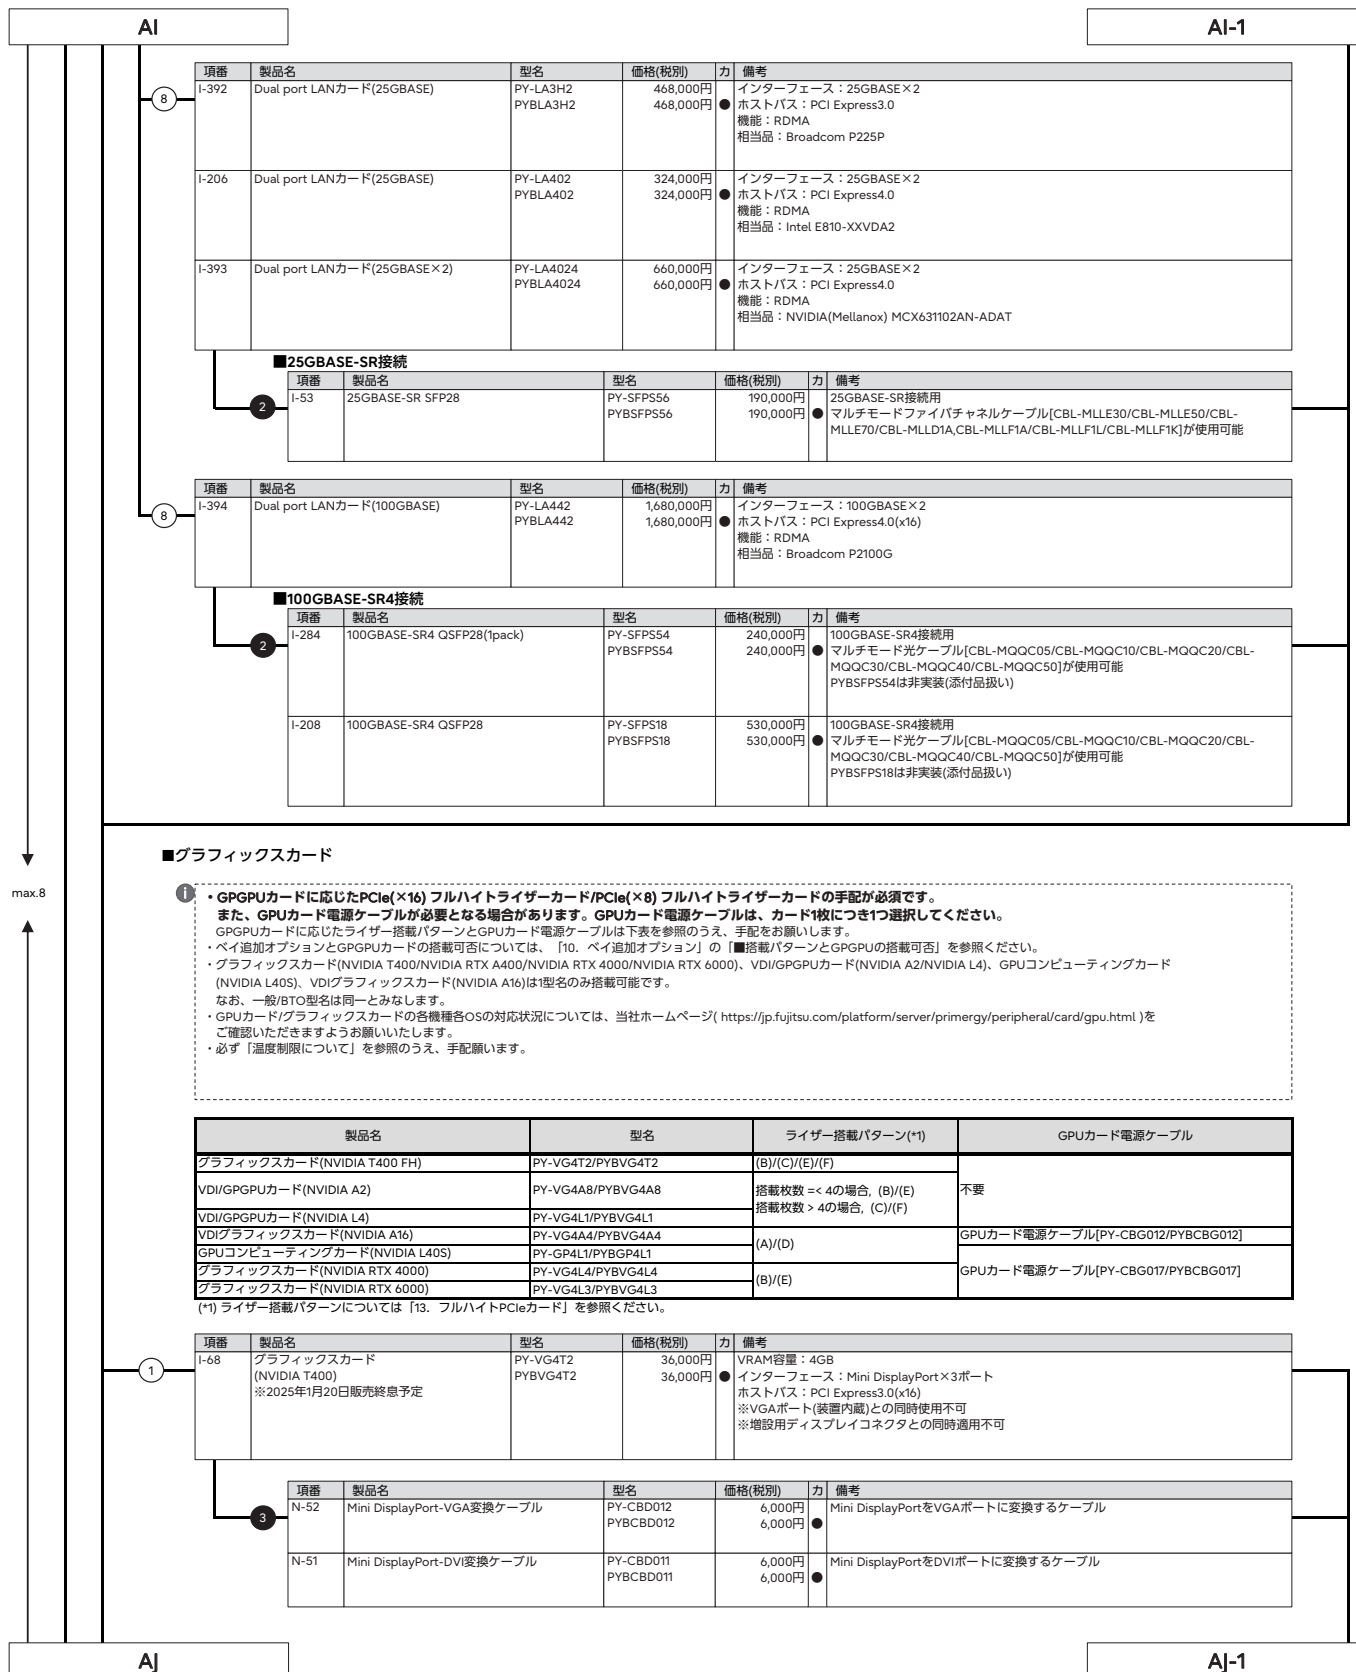 AI
AI-1
項番 製品名 型名 価格(税別) カ 備考
⑧
I-392 Dual port LANカード(25GBASE) PY-LA3H2 468,000円 インターフェース：25GBASE×2
PYBLA3H2 468,000円 ● ホストバス：PCI Express3.0
機能：RDMA
相当品：Broadcom P225P
I-206 Dual port LANカード(25GBASE) PY-LA402 324,000円 インターフェース：25GBASE×2
PYBLA402 324,000円 ● ホストバス：PCI Express4.0
機能：RDMA
相当品：Intel E810-XXVDA2
I-393 Dual port LANカード(25GBASE×2) PY-LA4024 660,000円 インターフェース：25GBASE×2
PYBLA4024 660,000円 ● ホストバス：PCI Express4.0
機能：RDMA
相当品：NVIDIA(Mellanox) MCX631102AN-ADAT
■25GBASE-SR接続
項番 製品名 型名 価格(税別) カ 備考
❷
I-53 25GBASE-SR SFP28 PY-SFPS56 190,000円 25GBASE-SR接続用
PYBSFPS56 190,000円 ● マルチモードファイバチャネルケーブル[CBL-MLLE30/CBL-MLLE50/CBL-
MLLE70/CBL-MLLD1A,CBL-MLLF1A/CBL-MLLF1L/CBL-MLLF1K]が使用可能
項番 製品名 型名 価格(税別) カ 備考
⑧
I-394 Dual port LANカード(100GBASE) PY-LA442 1,680,000円 インターフェース：100GBASE×2
PYBLA442 1,680,000円 ● ホストバス：PCI Express4.0(x16)
機能：RDMA
相当品：Broadcom P2100G
■100GBASE-SR4接続
項番 製品名 型名 価格(税別) カ 備考
❷
I-284 100GBASE-SR4 QSFP28(1pack) PY-SFPS54 240,000円 100GBASE-SR4接続用
PYBSFPS54 240,000円 ● マルチモード光ケーブル[CBL-MQQC05/CBL-MQQC10/CBL-MQQC20/CBL-
MQQC30/CBL-MQQC40/CBL-MQQC50]が使用可能
PYBSFPS54は非実装(添付品扱い)
I-208 100GBASE-SR4 QSFP28 PY-SFPS18 530,000円 100GBASE-SR4接続用
PYBSFPS18 530,000円 ● マルチモード光ケーブル[CBL-MQQC05/CBL-MQQC10/CBL-MQQC20/CBL-
MQQC30/CBL-MQQC40/CBL-MQQC50]が使用可能
PYBSFPS18は非実装(添付品扱い)
max.8
■グラフィックスカード
i
・GPGPUカードに応じたPCIe(×16) フルハイトライザーカード/PCIe(×8) フルハイトライザーカードの手配が必須です。
また、GPUカード電源ケーブルが必要となる場合があります。GPUカード電源ケーブルは、カード1枚につき1つ選択してください。
GPGPUカードに応じたライザー搭載パターンとGPUカード電源ケーブルは下表を参照のうえ、手配をお願いします。
・ベイ追加オプションとGPGPUカードの搭載可否については、「10．ベイ追加オプション」の「■搭載パターンとGPGPUの搭載可否」を参照ください。
・グラフィックスカード(NVIDIA T400/NVIDIA RTX A400/NVIDIA RTX 4000/NVIDIA RTX 6000)、VDI/GPGPUカード(NVIDIA A2/NVIDIA L4)、GPUコンピューティングカード
(NVIDIA L40S)、VDIグラフィックスカード(NVIDIA A16)は1型名のみ搭載可能です。
なお、一般/BTO型名は同一とみなします。
・GPUカード/グラフィックスカードの各機種各OSの対応状況については、当社ホームページ( https://jp.fujitsu.com/platform/server/primergy/peripheral/card/gpu.html )を
ご確認いただきますようお願いいたします。
・必ず「温度制限について」を参照のうえ、手配願います。
製品名 型名 ライザー搭載パターン(*1) GPUカード電源ケーブル
グラフィックスカード(NVIDIA T400 FH) PY-VG4T2/PYBVG4T2 (B)/(C)/(E)/(F) 不要
VDI/GPGPUカード(NVIDIA A2) PY-VG4A8/PYBVG4A8 搭載枚数 =< 4の場合, (B)/(E)
搭載枚数 > 4の場合, (C)/(F)
VDI/GPGPUカード(NVIDIA L4) PY-VG4L1/PYBVG4L1
VDIグラフィックスカード(NVIDIA A16) PY-VG4A4/PYBVG4A4 (A)/(D) GPUカード電源ケーブル[PY-CBG012/PYBCBG012]
GPUコンピューティングカード(NVIDIA L40S) PY-GP4L1/PYBGP4L1 GPUカード電源ケーブル[PY-CBG017/PYBCBG017]
グラフィックスカード(NVIDIA RTX 4000) PY-VG4L4/PYBVG4L4 (B)/(E)
グラフィックスカード(NVIDIA RTX 6000) PY-VG4L3/PYBVG4L3
(*1) ライザー搭載パターンについては「13．フルハイトPCIeカード」を参照ください。
項番 製品名 型名 価格(税別) カ 備考
①
I-68 グラフィックスカード PY-VG4T2 36,000円 VRAM容量：4GB
(NVIDIA T400) PYBVG4T2 36,000円 ● インターフェース：Mini DisplayPort×3ポート
※2025年1月20日販売終息予定 ホストバス：PCI Express3.0(x16)
※VGAポート(装置内蔵)との同時使用不可
※増設用ディスプレイコネクタとの同時適用不可
項番 製品名 型名 価格(税別) カ 備考
❸
N-52 Mini DisplayPort-VGA変換ケーブル PY-CBD012 6,000円 Mini DisplayPortをVGAポートに変換するケーブル
PYBCBD012 6,000円 ●
N-51 Mini DisplayPort-DVI変換ケーブル PY-CBD011 6,000円 Mini DisplayPortをDVIポートに変換するケーブル
PYBCBD011 6,000円 ●
AJ
AJ-1